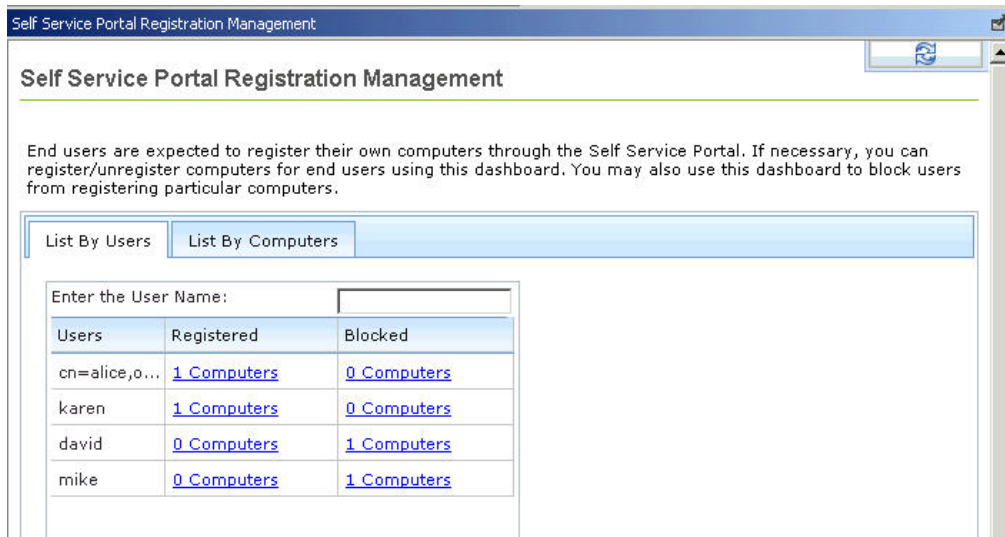 Self Service Portal Registration Management
Self Service Portal Registration Management
End users are expected to register their own computers through the Self Service Portal. If necessary, you can
register/unregister computers for end users using this dashboard. You may also use this dashboard to block users
from registering particular computers.
List By Users List By Computers
Enter the User Name:
Users Registered Blocked
cn=alice,o... 1 Computers 0 Computers
karen 1 Computers 0 Computers
david 0 Computers 1 Computers
mike 0 Computers 1 Computers